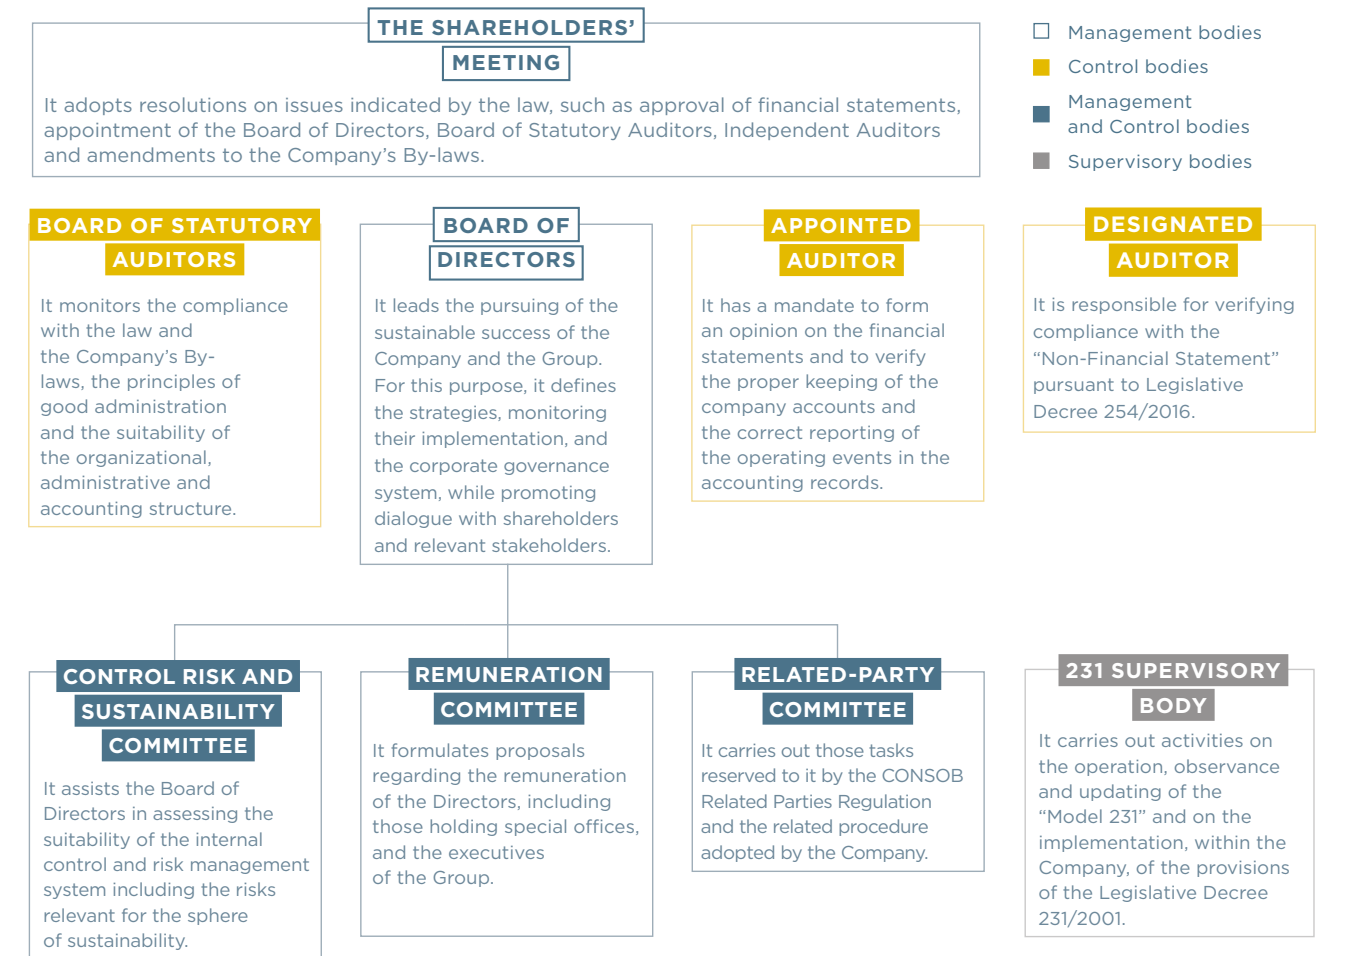 THE SHAREHOLDERS’
MEETING
It adopts resolutions on issues indicated by the law, such as approval of financial statements,
appointment of the Board of Directors, Board of Statutory Auditors, Independent Auditors
and amendments to the Company’s By-laws.
Management bodies
Control bodies
Management
and Control bodies
Supervisory bodies
BOARD OF STATUTORY
AUDITORS
It monitors the compliance
with the law and
the Company’s By-
laws, the principles of
good administration
and the suitability of
the organizational,
administrative and
accounting structure.
BOARD OF
DIRECTORS
It leads the pursuing of the
sustainable success of the
Company and the Group.
For this purpose, it defines
the strategies, monitoring
their implementation, and
the corporate governance
system, while promoting
dialogue with shareholders
and relevant stakeholders.
APPOINTED
AUDITOR
It has a mandate to form
an opinion on the financial
statements and to verify
the proper keeping of the
company accounts and
the correct reporting of
the operating events in the
accounting records.
DESIGNATED
AUDITOR
It is responsible for verifying
compliance with the
“Non-Financial Statement”
pursuant to Legislative
Decree 254/2016.
CONTROL RISK AND
SUSTAINABILITY
COMMITTEE
It assists the Board of
Directors in assessing the
suitability of the internal
control and risk management
system including the risks
relevant for the sphere
of sustainability.
REMUNERATION
COMMITTEE
It formulates proposals
regarding the remuneration
of the Directors, including
those holding special offices,
and the executives
of the Group.
RELATED-PARTY
COMMITTEE
It carries out those tasks
reserved to it by the CONSOB
Related Parties Regulation
and the related procedure
adopted by the Company.
231 SUPERVISORY
BODY
It carries out activities on
the operation, observance
and updating of the
“Model 231” and on the
implementation, within the
Company, of the provisions
of the Legislative Decree
231/2001.